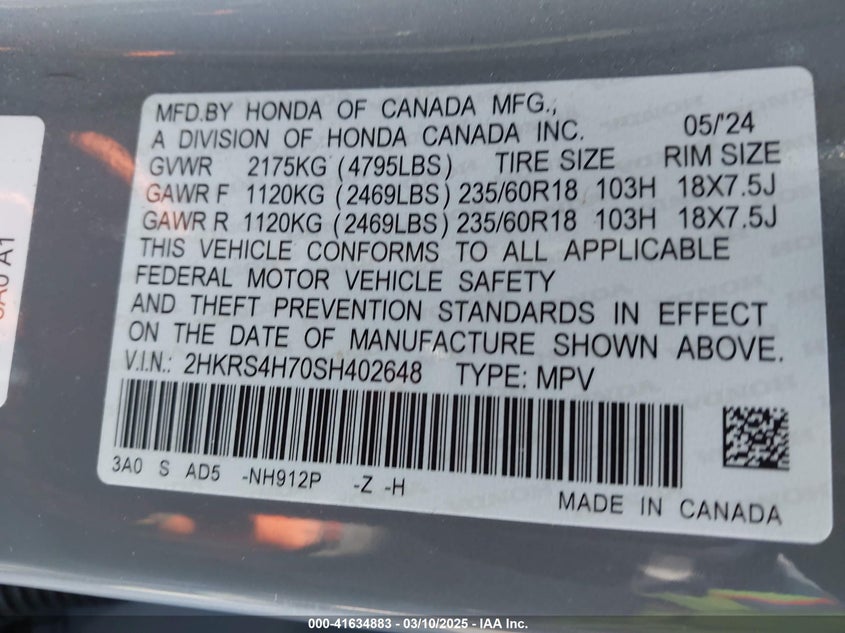 MFD.BY HONDA OF CANADA MFG.,
A DIVISION OF HONDA CANADA INC. 05/'24
GVWR 2175KG (4795LBS) TIRE SIZE RIM SIZE
GAWR F 1120KG (2469LBS) 235/60R18 103H 18X7.5J
GAWR R 1120KG (2469LBS) 235/60R18 103H 18X7.5J
THIS VEHICLE CONFORMS TO ALL APPLICABLE
FEDERAL MOTOR VEHICLE SAFETY
AND THEFT PREVENTION STANDARDS IN EFFECT
ON THE DATE OF MANUFACTURE SHOWN ABOVE.
V.I.N.: 2HKRS4H70SH402648 TYPE: MPV
3A0 S AD5 -NH912P -Z -H
MADE IN CANADA
000-41634883 - 03/10/2025 - IAA Inc.